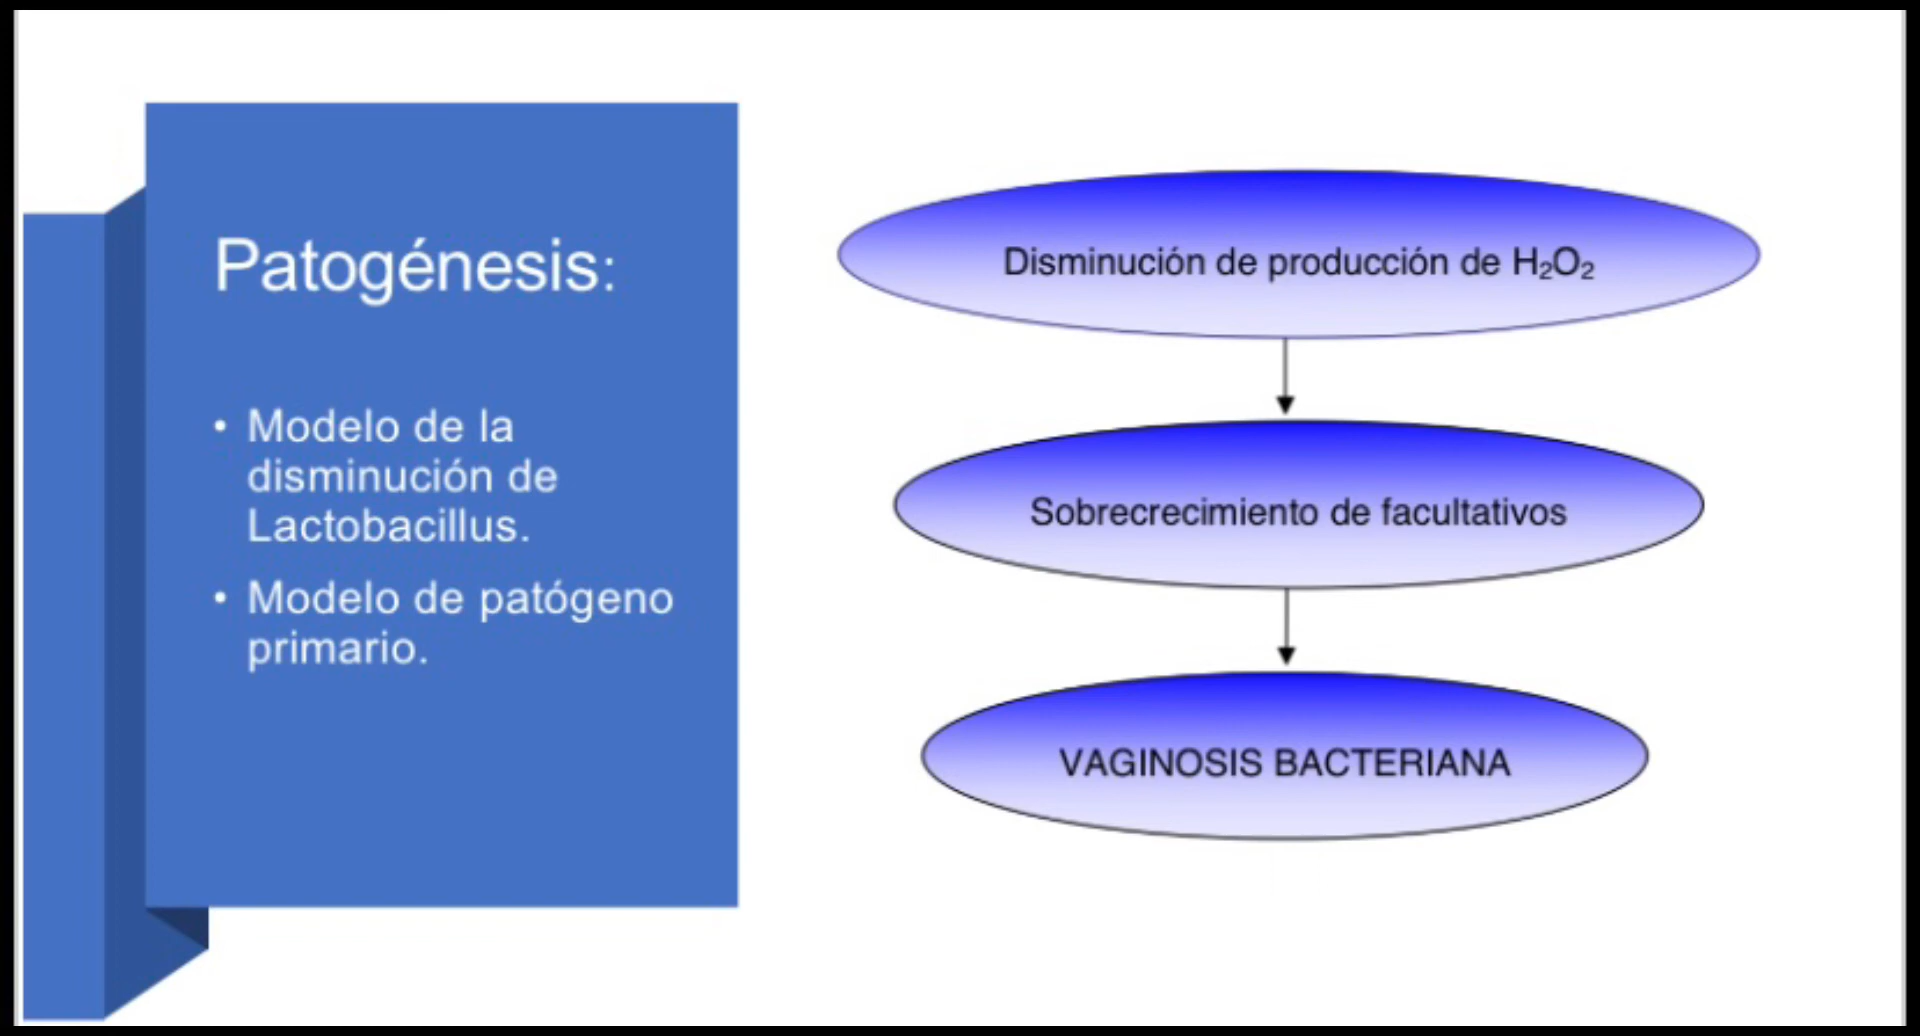 Patogénesis:
• Modelo de la
disminución de
Lactobacillus.
• Modelo de patógeno
primario.
Disminución de producción de H₂O₂
Sobrecrecimiento de facultativos
VAGINOSIS BACTERIANA